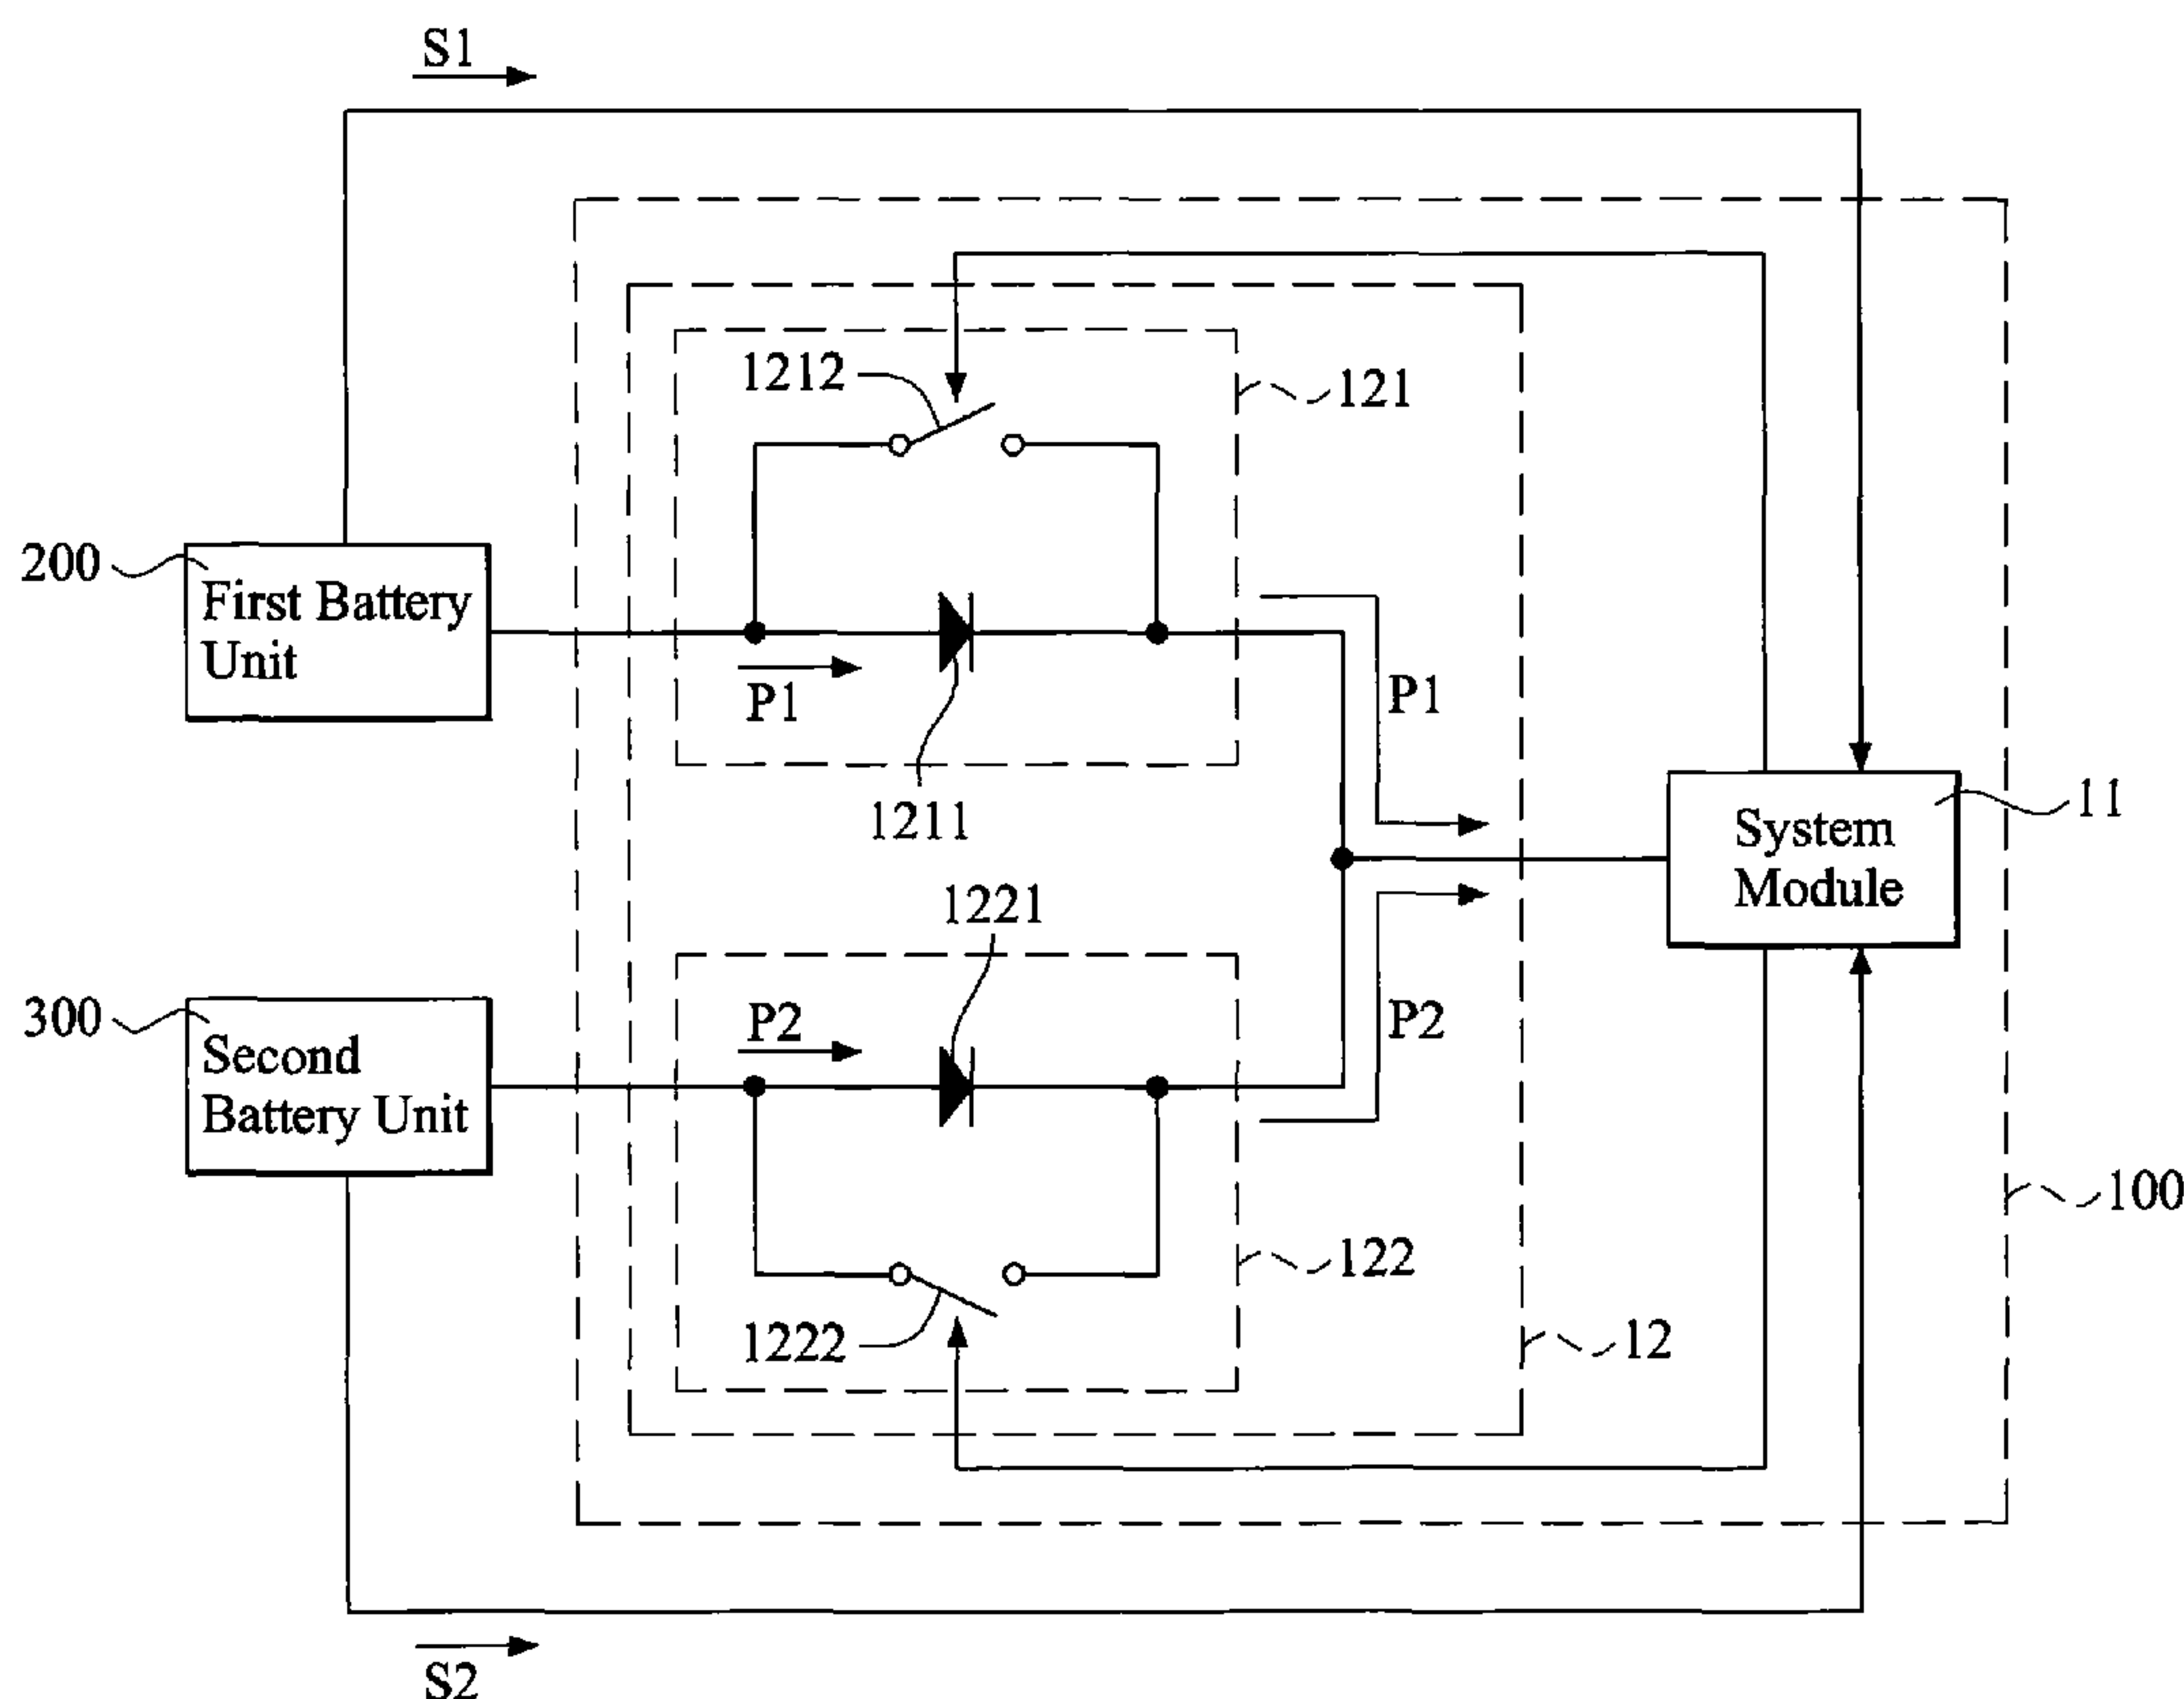 S1
1212
121
200
First Battery
Unit
P1
P1
1211
11
System
Module
1221
300
Second
Battery Unit
P2
P2
100
122
1222
12
S2